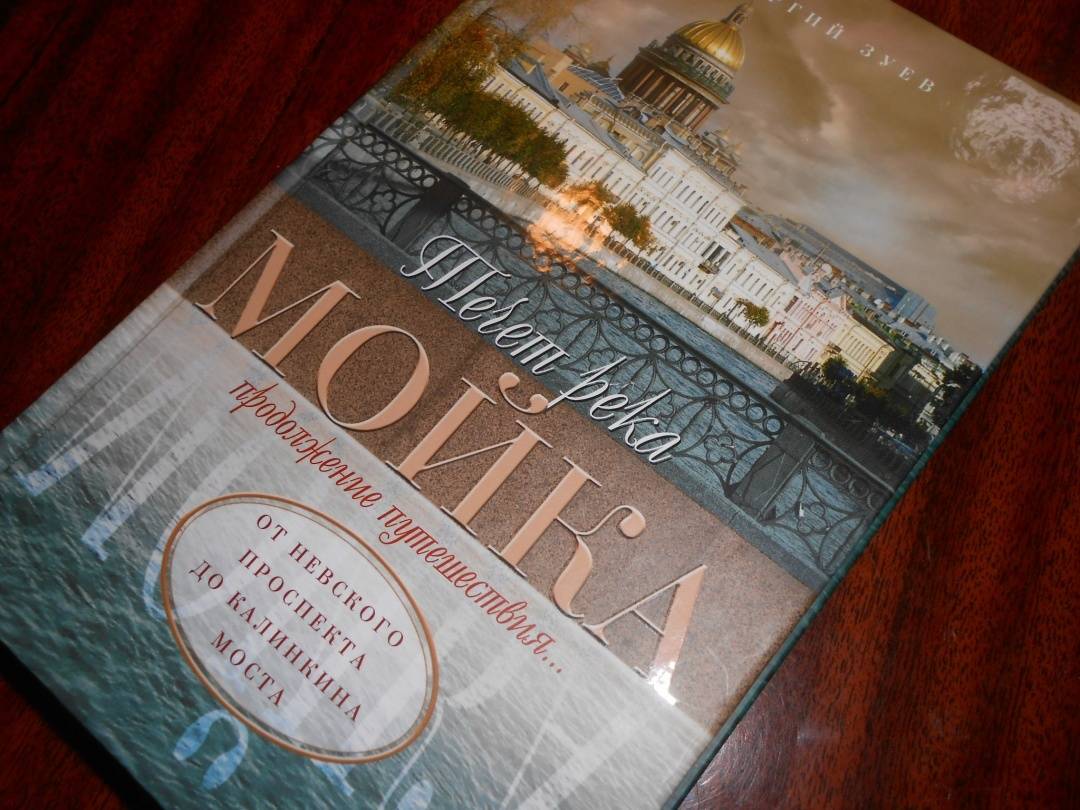 ЗУЕВ
Течет река
МОЙКА
продолжение путешествия...
ОТ НЕВСКОГО
ПРОСПЕКТА
ДО КАЛИНКИНА
МОСТА